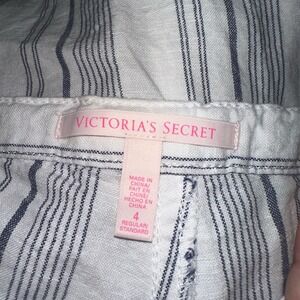 VICTORIA'S SECRET
MADE IN
CHINA/
FAIT EN
CHINE/
HECHO EN
CHINA
4
REGULAR/
STANDARD